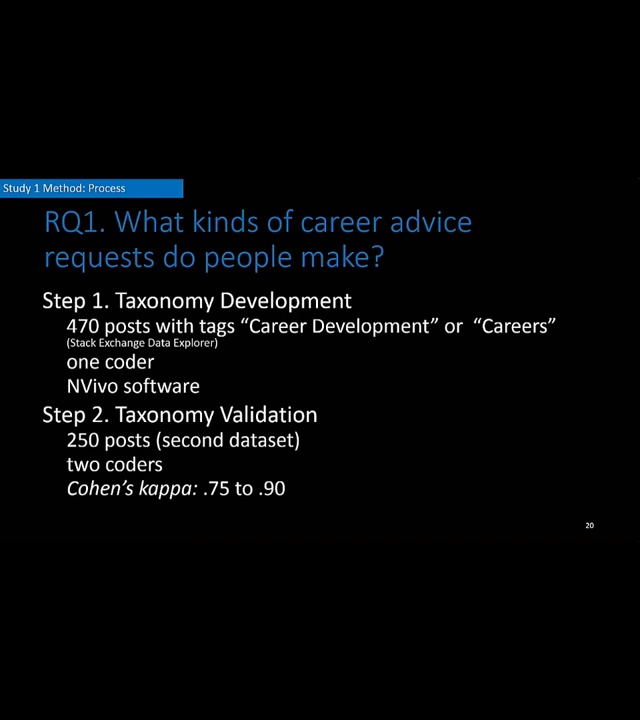 Study 1 Method: Process
RQ1. What kinds of career advice
requests do people make?
Step 1. Taxonomy Development
470 posts with tags “Career Development” or “Careers”
(Stack Exchange Data Explorer)
one coder
NVivo software
Step 2. Taxonomy Validation
250 posts (second dataset)
two coders
Cohen’s kappa: .75 to .90
20